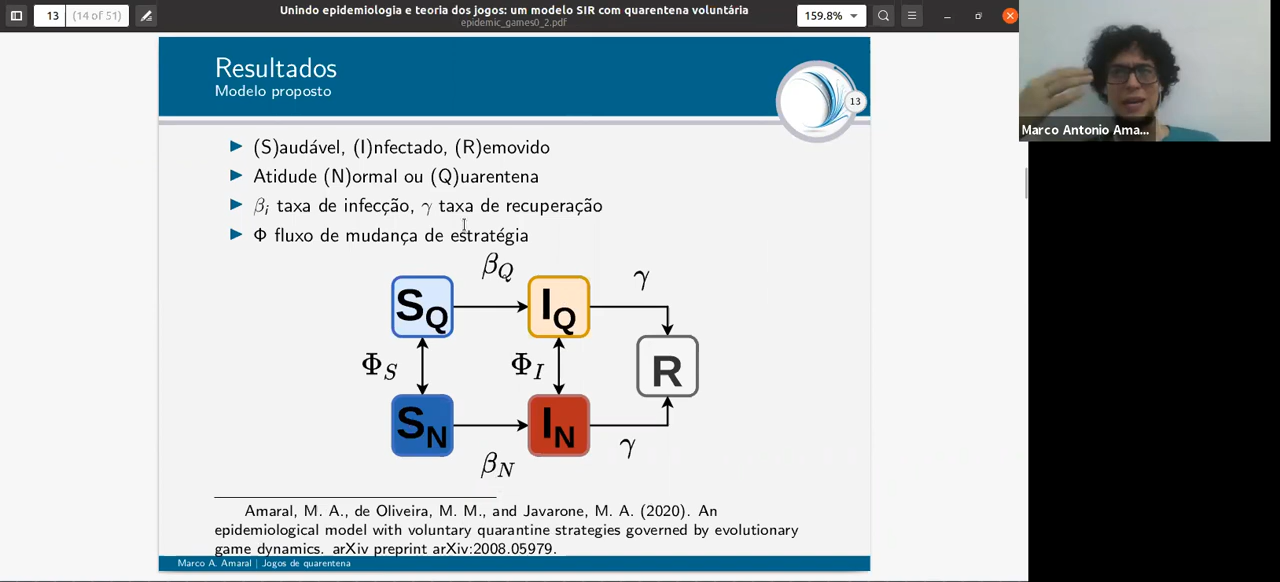 13 (14 of 51)
Unindo epidemiologia e teoria dos jogos: um modelo SIR com quarentena voluntária
epidemic_games0_2.pdf
159.8%
Resultados
Modelo proposto
13
(S)audável, (I)nfectado, (R)emovido
Atidude (N)ormal ou (Q)uarentena
βi taxa de infecção, γ taxa de recuperação
Φ fluxo de mudança de estratégia
βQ
γ
SQ
IQ
ΦS
ΦI
R
SN
IN
βN
γ
Amaral, M. A., de Oliveira, M. M., and Javarone, M. A. (2020). An
epidemiological model with voluntary quarantine strategies governed by evolutionary
game dynamics. arXiv preprint arXiv:2008.05979.
Marco A. Amaral | Jogos de quarentena
Marco Antonio Ama...